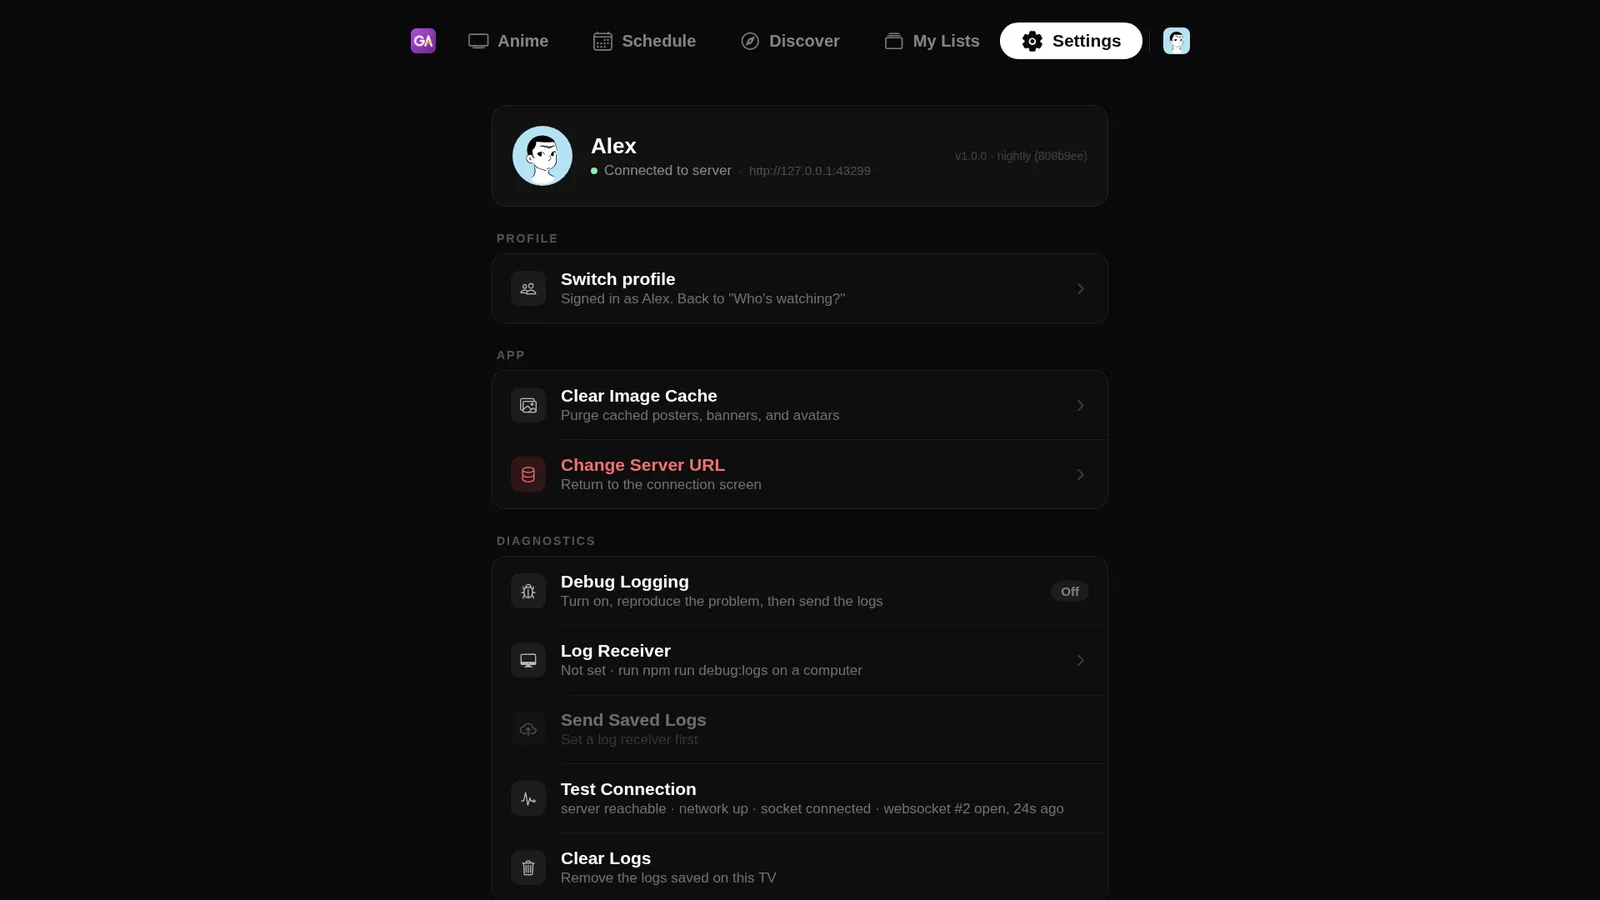 GA
Anime
Schedule
Discover
My Lists
Settings
Alex
Connected to server · http://127.0.0.1:43299
v1.0.0 · nightly (808b9ee)
PROFILE
Switch profile
Signed in as Alex. Back to "Who's watching?"
APP
Clear Image Cache
Purge cached posters, banners, and avatars
Change Server URL
Return to the connection screen
DIAGNOSTICS
Debug Logging
Turn on, reproduce the problem, then send the logs
Off
Log Receiver
Not set · run npm run debug:logs on a computer
Send Saved Logs
Set a log receiver first
Test Connection
server reachable · network up · socket connected · websocket #2 open, 24s ago
Clear Logs
Remove the logs saved on this TV